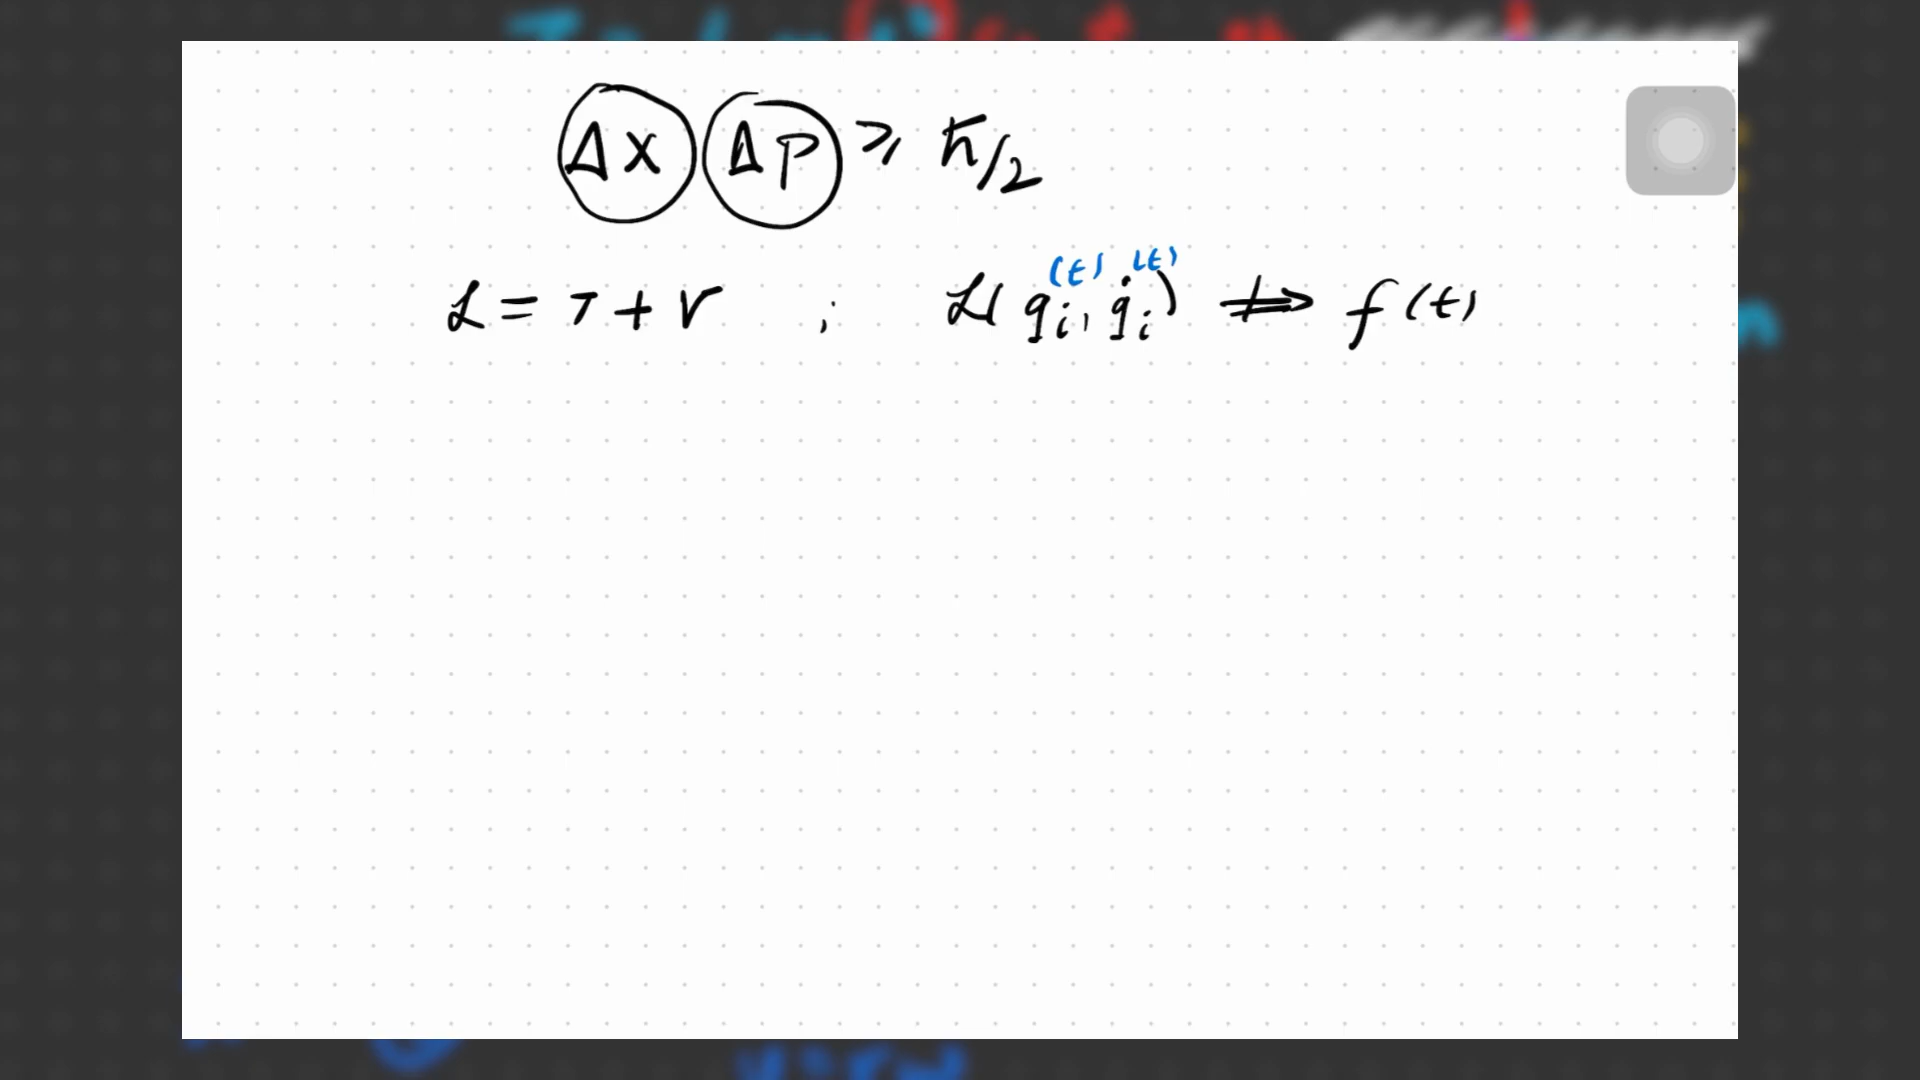 Δx Δp ≥ ħ/2
ℒ = T + V ; ℒ(qᵢ(t), q̇ᵢ(t)) ⇏ f(t)